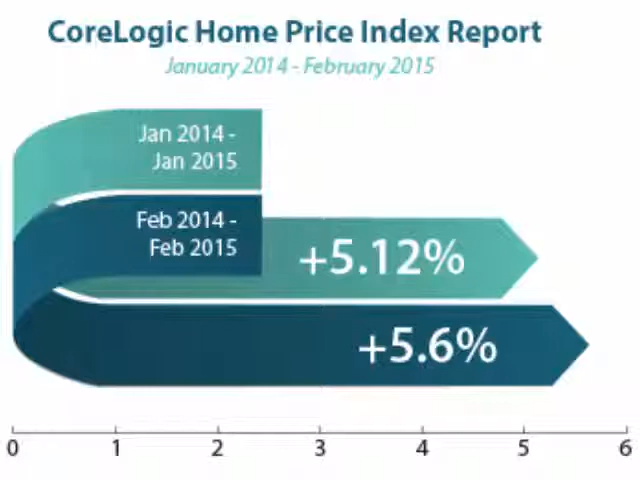 CoreLogic Home Price Index Report
January 2014 - February 2015
Jan 2014 -
Jan 2015
Feb 2014 -
Feb 2015
+5.12%
+5.6%
0 1 2 3 4 5 6